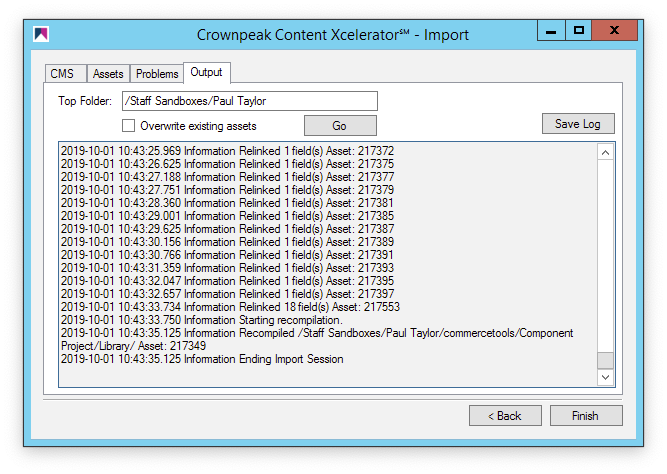 Crownpeak Content Xcelerator℠ - Import
CMS Assets Problems Output
Top Folder: /Staff Sandboxes/Paul Taylor
Overwrite existing assets Go Save Log
2019-10-01 10:43:25.969 Information Relinked 1 field(s) Asset: 217372
2019-10-01 10:43:26.625 Information Relinked 1 field(s) Asset: 217375
2019-10-01 10:43:27.188 Information Relinked 1 field(s) Asset: 217377
2019-10-01 10:43:27.751 Information Relinked 1 field(s) Asset: 217379
2019-10-01 10:43:28.360 Information Relinked 1 field(s) Asset: 217381
2019-10-01 10:43:29.001 Information Relinked 1 field(s) Asset: 217385
2019-10-01 10:43:29.625 Information Relinked 1 field(s) Asset: 217387
2019-10-01 10:43:30.156 Information Relinked 1 field(s) Asset: 217389
2019-10-01 10:43:30.766 Information Relinked 1 field(s) Asset: 217391
2019-10-01 10:43:31.359 Information Relinked 1 field(s) Asset: 217393
2019-10-01 10:43:32.047 Information Relinked 1 field(s) Asset: 217395
2019-10-01 10:43:32.657 Information Relinked 1 field(s) Asset: 217397
2019-10-01 10:43:33.734 Information Relinked 18 field(s) Asset: 217553
2019-10-01 10:43:33.750 Information Starting recompilation.
2019-10-01 10:43:35.125 Information Recompiled /Staff Sandboxes/Paul Taylor/commercetools/Component
Project/Library/ Asset: 217349
2019-10-01 10:43:35.125 Information Ending Import Session
< Back Finish